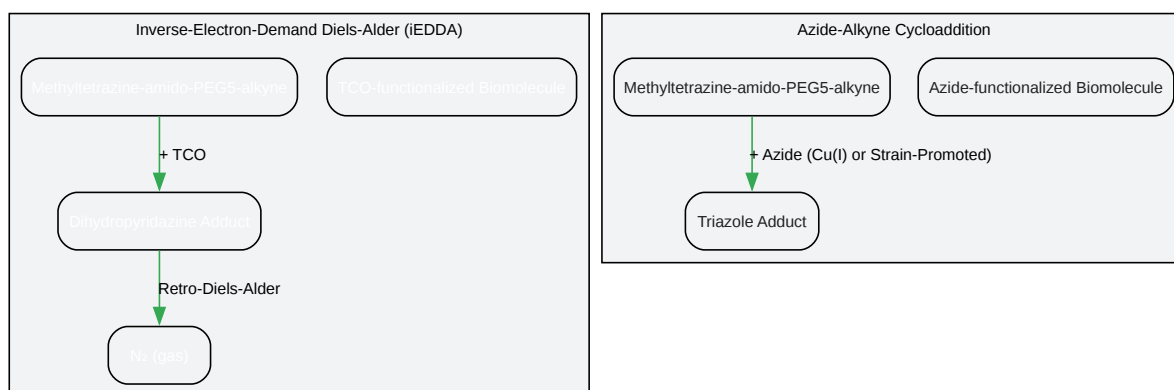 Inverse-Electron-Demand Diels-Alder (iEDDA)
Methyltetrazine-amido-PEG5-alkyne
TCO-functionalized Biomolecule
+ TCO
Dihydropyridazine Adduct
Retro-Diels-Alder
N₂ (gas)
Azide-Alkyne Cycloaddition
Methyltetrazine-amido-PEG5-alkyne
Azide-functionalized Biomolecule
+ Azide (Cu(I) or Strain-Promoted)
Triazole Adduct